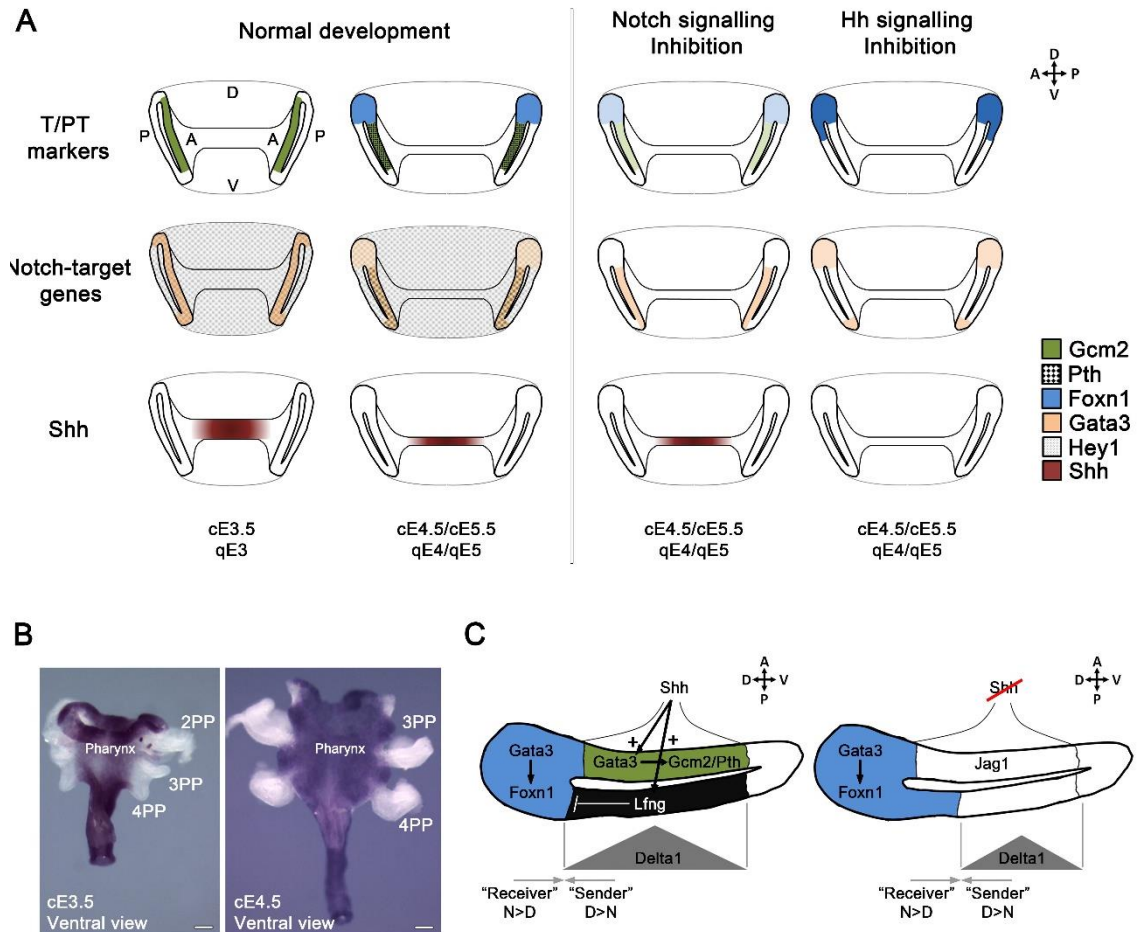 A
Normal development
Notch signalling
Inhibition
Hh signalling
Inhibition
D
A P
V
T/PT
markers
D
P A A P
V
Notch-target
genes
Shh
Gcm2
Pth
Foxn1
Gata3
Hey1
Shh
cE3.5
qE3
cE4.5/cE5.5
qE4/qE5
cE4.5/cE5.5
qE4/qE5
cE4.5/cE5.5
qE4/qE5
B
2PP
Pharynx
3PP
4PP
cE3.5
Ventral view
3PP
Pharynx
4PP
cE4.5
Ventral view
C
A
D V
P
Shh
+ +
Gata3
Gata3 Gcm2/Pth
Foxn1
Lfng
Delta1
"Receiver" "Sender"
N>D D>N
A
D V
P
Shh
Gata3
Jag1
Foxn1
Delta1
"Receiver" "Sender"
N>D D>N